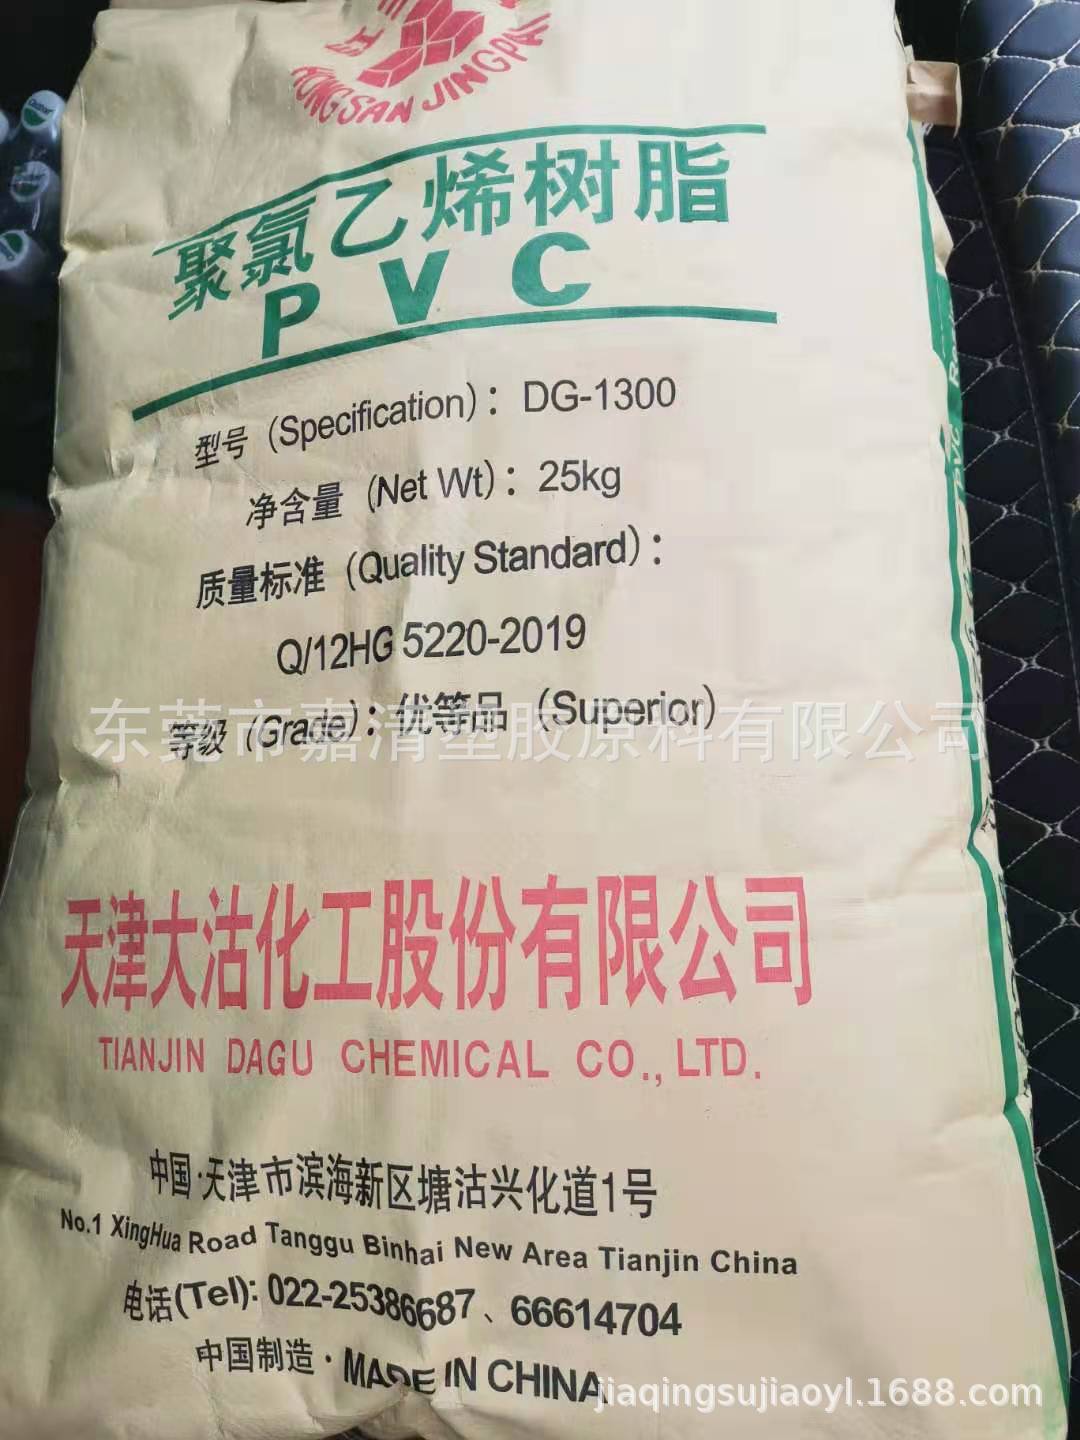 HONGSANJINGPAI
聚氯乙烯树脂
PVC
型号 (Specification)：DG-1300
净含量 (Net Wt)：25kg
质量标准 (Quality Standard)：
Q/12HG 5220-2019
等级 (Grade)：优等品 (Superior)
东莞市嘉清塑胶原料有限公司
天津大沽化工股份有限公司
TIANJIN DAGU CHEMICAL CO., LTD.
中国·天津市滨海新区塘沽兴化道1号
No.1 XingHua Road Tanggu Binhai New Area Tianjin China
电话(Tel): 022-25386687、66614704
中国制造·MADE IN CHINA
jiaqingsujiaoyl.1688.com